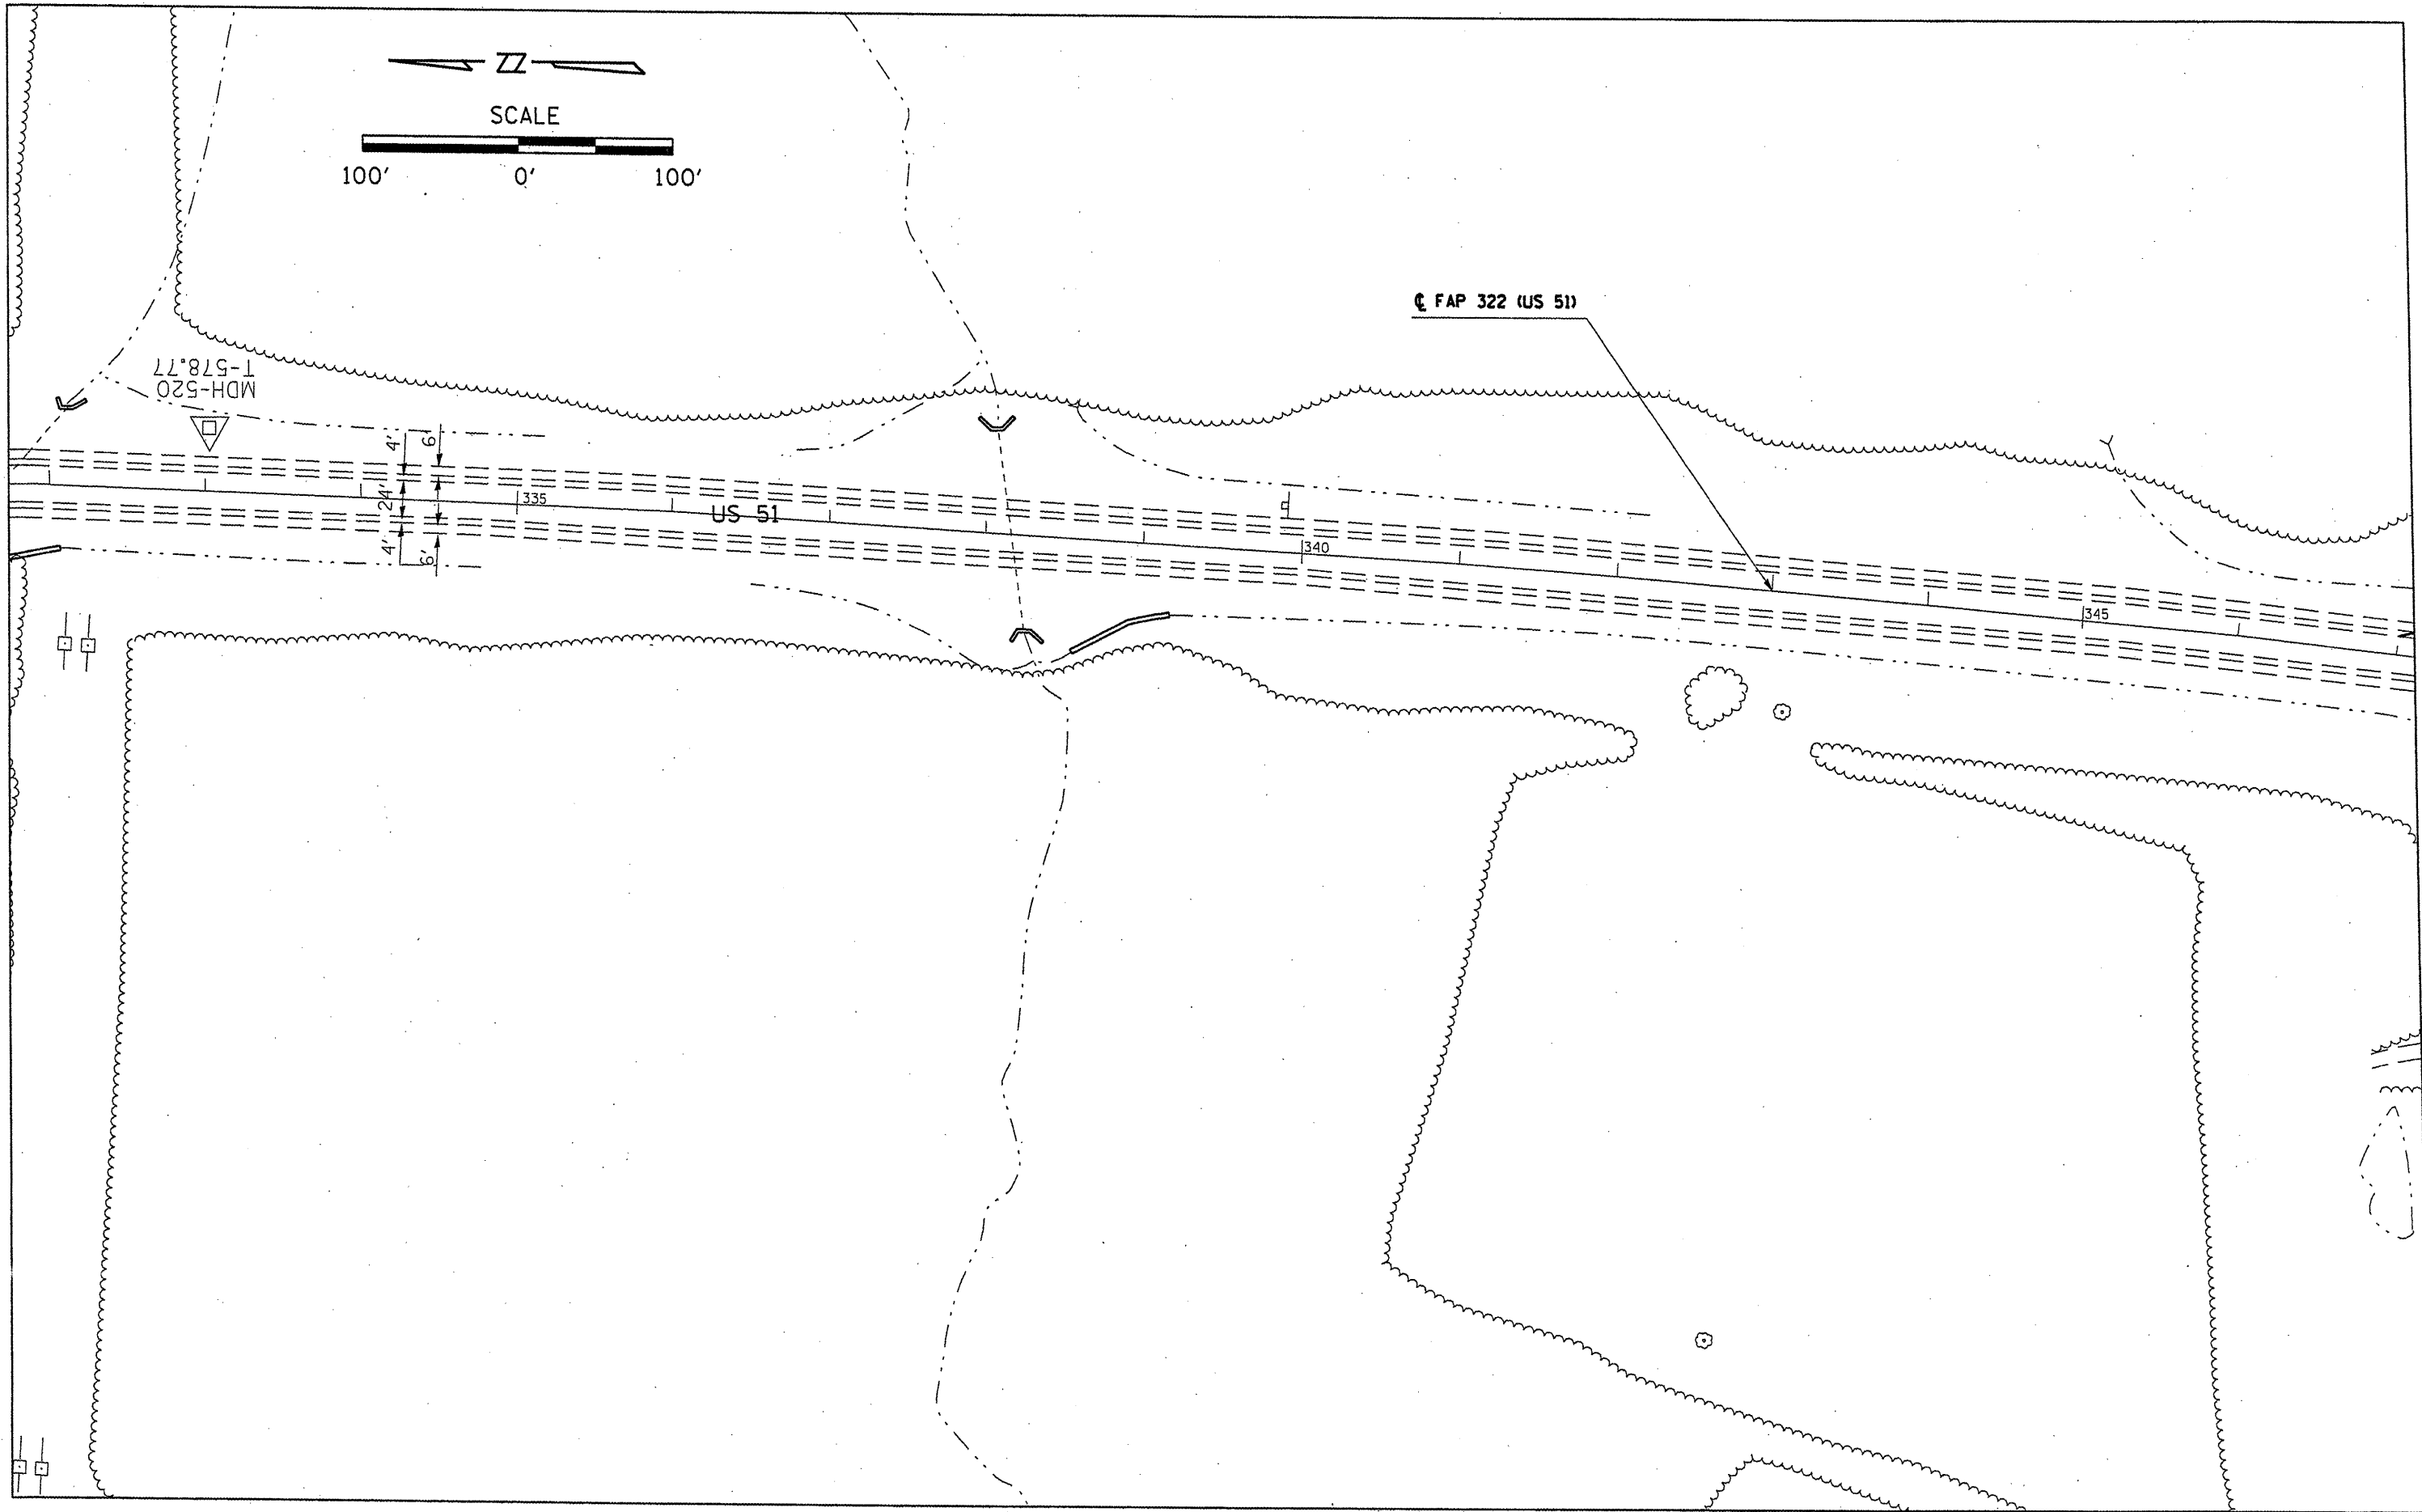 SCALE
100' 0' 100'
℄ FAP 322 (US 51)
MDH-520
T-578.77
4' 6'
24'
4' 6'
335
US 51
340
345